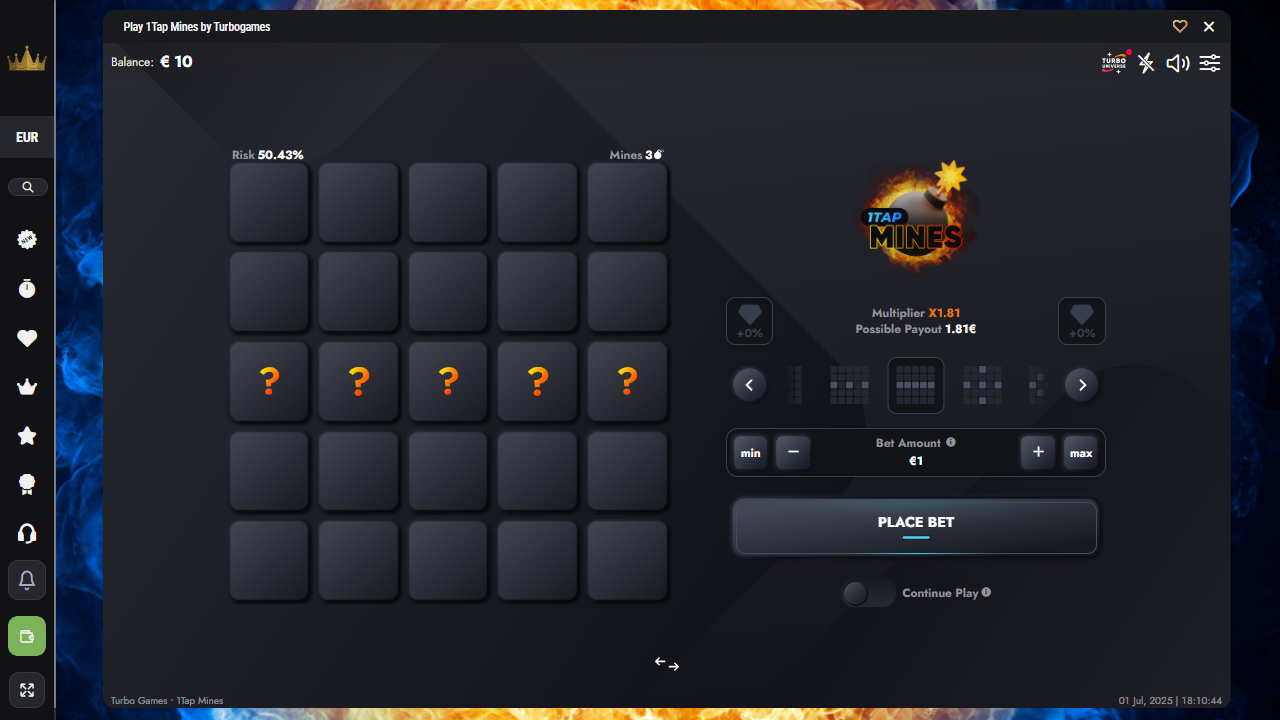 Play 1Tap Mines by Turbogames
Balance: € 10
TURBO
UNIVERSE
EUR
NEW
Risk 50.43%
Mines 3
? ? ? ? ?
1TAP
MINES
+0%
Multiplier X1.81
Possible Payout 1.81€
+0%
min
−
Bet Amount
€1
+
max
PLACE BET
Continue Play
Turbo Games · 1Tap Mines
01 Jul, 2025 | 18:10:44